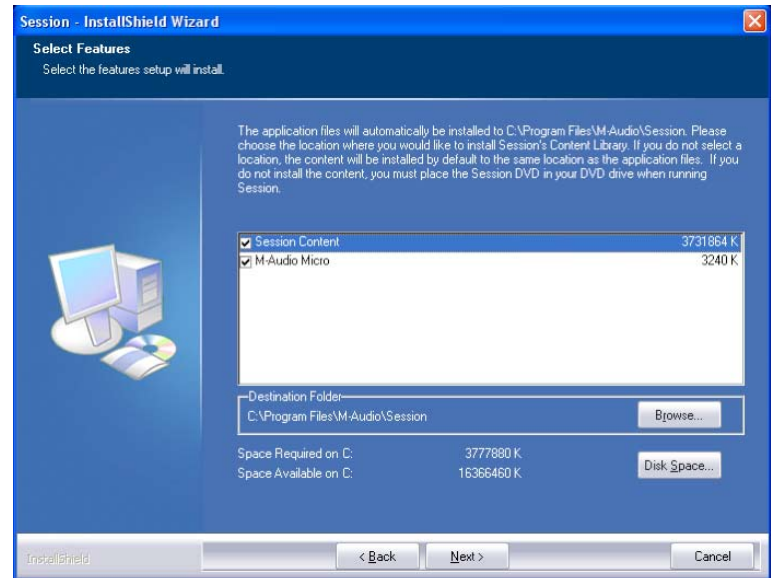 Session - InstallShield Wizard
Select Features
Select the features setup will install.
The application files will automatically be installed to C:\Program Files\M-Audio\Session. Please
choose the location where you would like to install Session's Content Library. If you do not select a
location, the content will be installed by default to the same location as the application files. If you
do not install the content, you must place the Session DVD in your DVD drive when running
Session.
Session Content 3731864 K
M-Audio Micro 3240 K
Destination Folder
C:\Program Files\M-Audio\Session Browse...
Space Required on C: 3777880 K
Space Available on C: 16366460 K
Disk Space...
InstallShield
< Back Next > Cancel